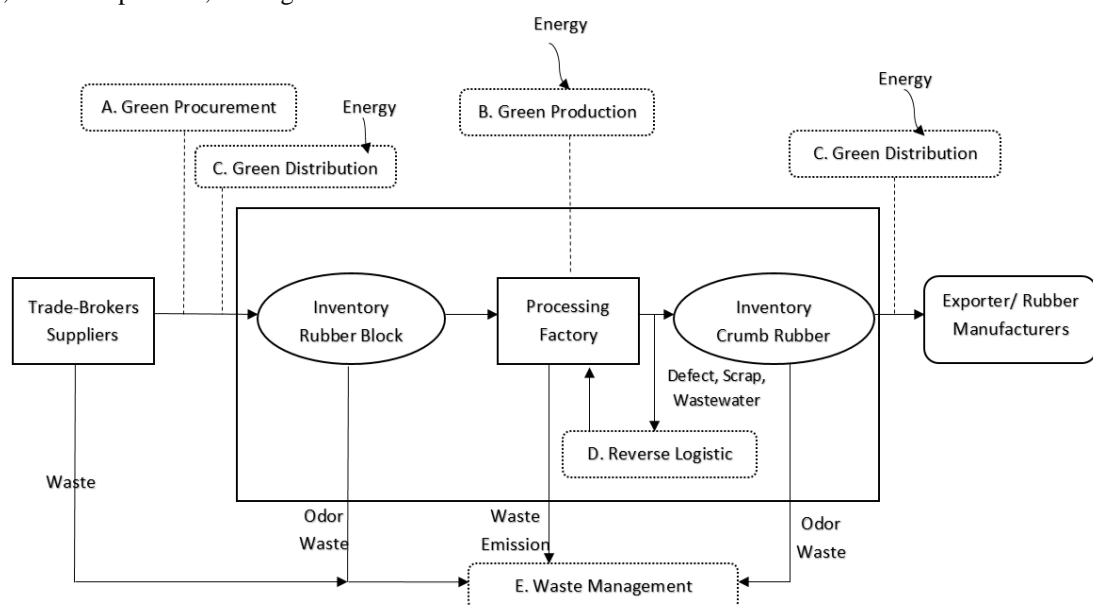 Energy
Energy
A. Green Procurement
Energy
B. Green Production
C. Green Distribution
C. Green Distribution
Trade-Brokers
Suppliers
Inventory
Rubber Block
Processing
Factory
Inventory
Crumb Rubber
Exporter/ Rubber
Manufacturers
Defect, Scrap,
Wastewater
D. Reverse Logistic
Waste
Odor
Waste
Waste
Emission
Odor
Waste
E. Waste Management